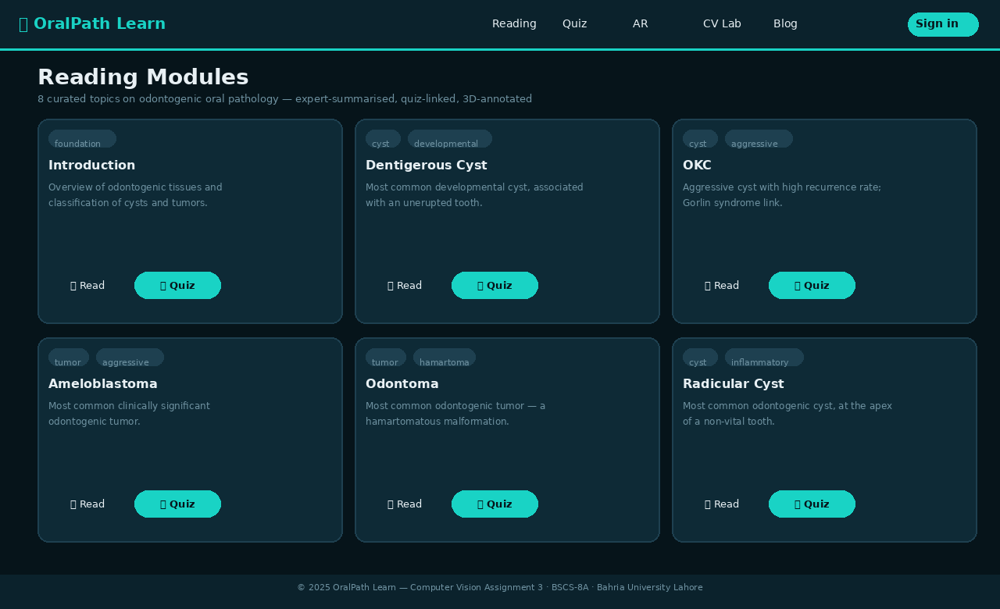 OralPath Learn
Reading Quiz AR CV Lab Blog Sign in
Reading Modules
8 curated topics on odontogenic oral pathology — expert-summarised, quiz-linked, 3D-annotated
foundation
Introduction
Overview of odontogenic tissues and
classification of cysts and tumors.
Read Quiz
cyst developmental
Dentigerous Cyst
Most common developmental cyst, associated
with an unerupted tooth.
Read Quiz
cyst aggressive
OKC
Aggressive cyst with high recurrence rate;
Gorlin syndrome link.
Read Quiz
tumor aggressive
Ameloblastoma
Most common clinically significant
odontogenic tumor.
Read Quiz
tumor hamartoma
Odontoma
Most common odontogenic tumor — a
hamartomatous malformation.
Read Quiz
cyst inflammatory
Radicular Cyst
Most common odontogenic cyst, at the apex
of a non-vital tooth.
Read Quiz
© 2025 OralPath Learn — Computer Vision Assignment 3 · BSCS-8A · Bahria University Lahore